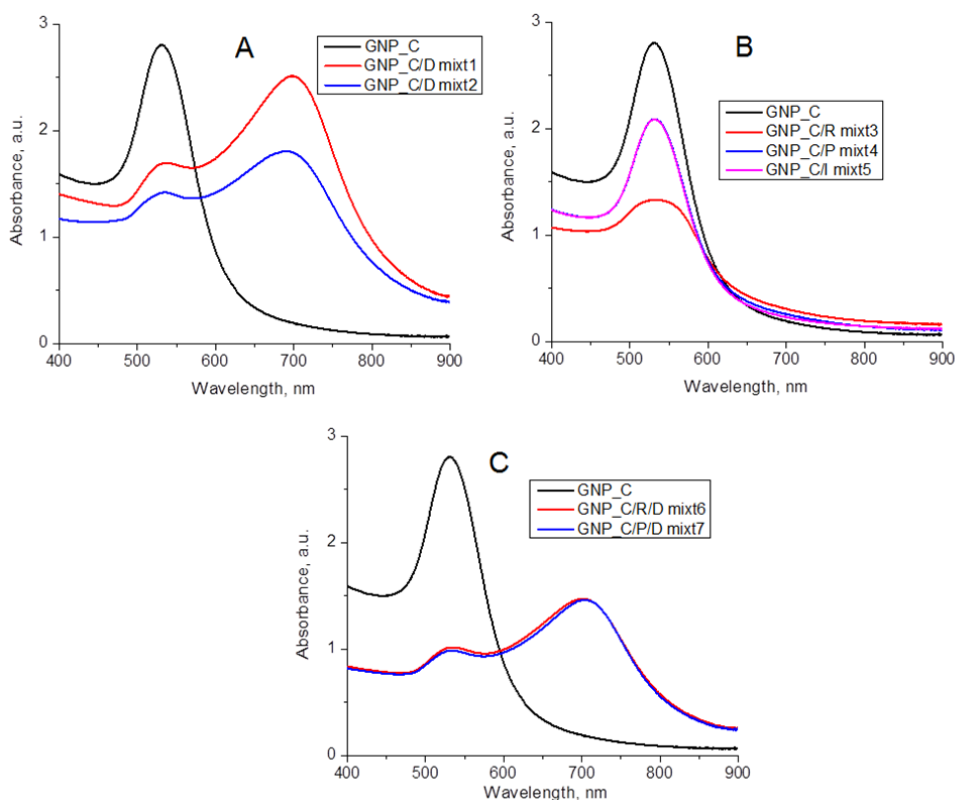 A
GNP_C
GNP_C/D mixt1
GNP_C/D mixt2
Absorbance, a.u.
3
2
1
0
400 500 600 700 800 900
Wavelength, nm
B
GNP_C
GNP_C/R mixt3
GNP_C/P mixt4
GNP_C/I mixt5
Absorbance, a.u.
3
2
1
0
400 500 600 700 800 900
Wavelength, nm
C
GNP_C
GNP_C/R/D mixt6
GNP_C/P/D mixt7
Absorbance, a.u.
3
2
1
0
400 500 600 700 800 900
Wavelength, nm